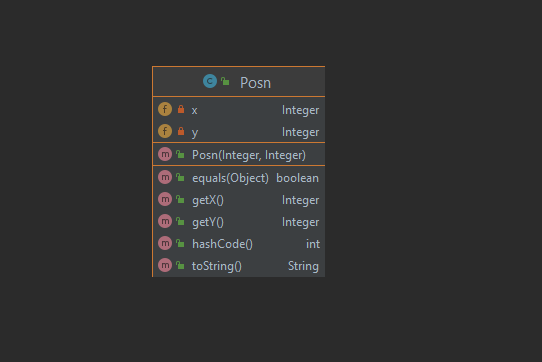 Posn
x Integer
y Integer
Posn(Integer, Integer)
equals(Object) boolean
getX() Integer
getY() Integer
hashCode() int
toString() String